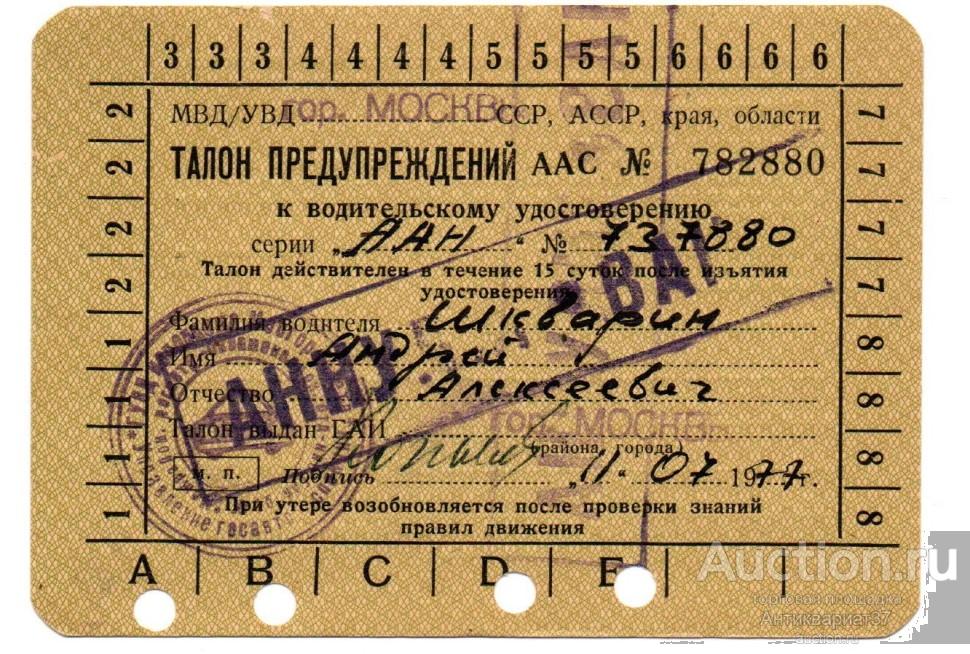 3 3 3 4 4 4 4 5 5 5 5 6 6 6 6
2 2 2 2 1 1 1 1
7 7 7 7 8 8 8 8
МВД/УВД гор. МОСКВЫ ССР, АССР, края, области
ТАЛОН ПРЕДУПРЕЖДЕНИЙ ААС № 782880
к водительскому удостоверению
серии „ААН“ № 737880
Талон действителен в течение 15 суток после изъятия
удостоверения
Фамилия водителя Шкварин
Имя Андрей
Отчество Алексеевич
Талон выдан ГАИ гор. МОСКВЫ
(района, города)
м. п. Подпись „11“ 07 1977 г.
При утере возобновляется после проверки знаний
правил движения
A B C D E
Auction.ru
торговая площадка
Антиквариат37
auction.ru